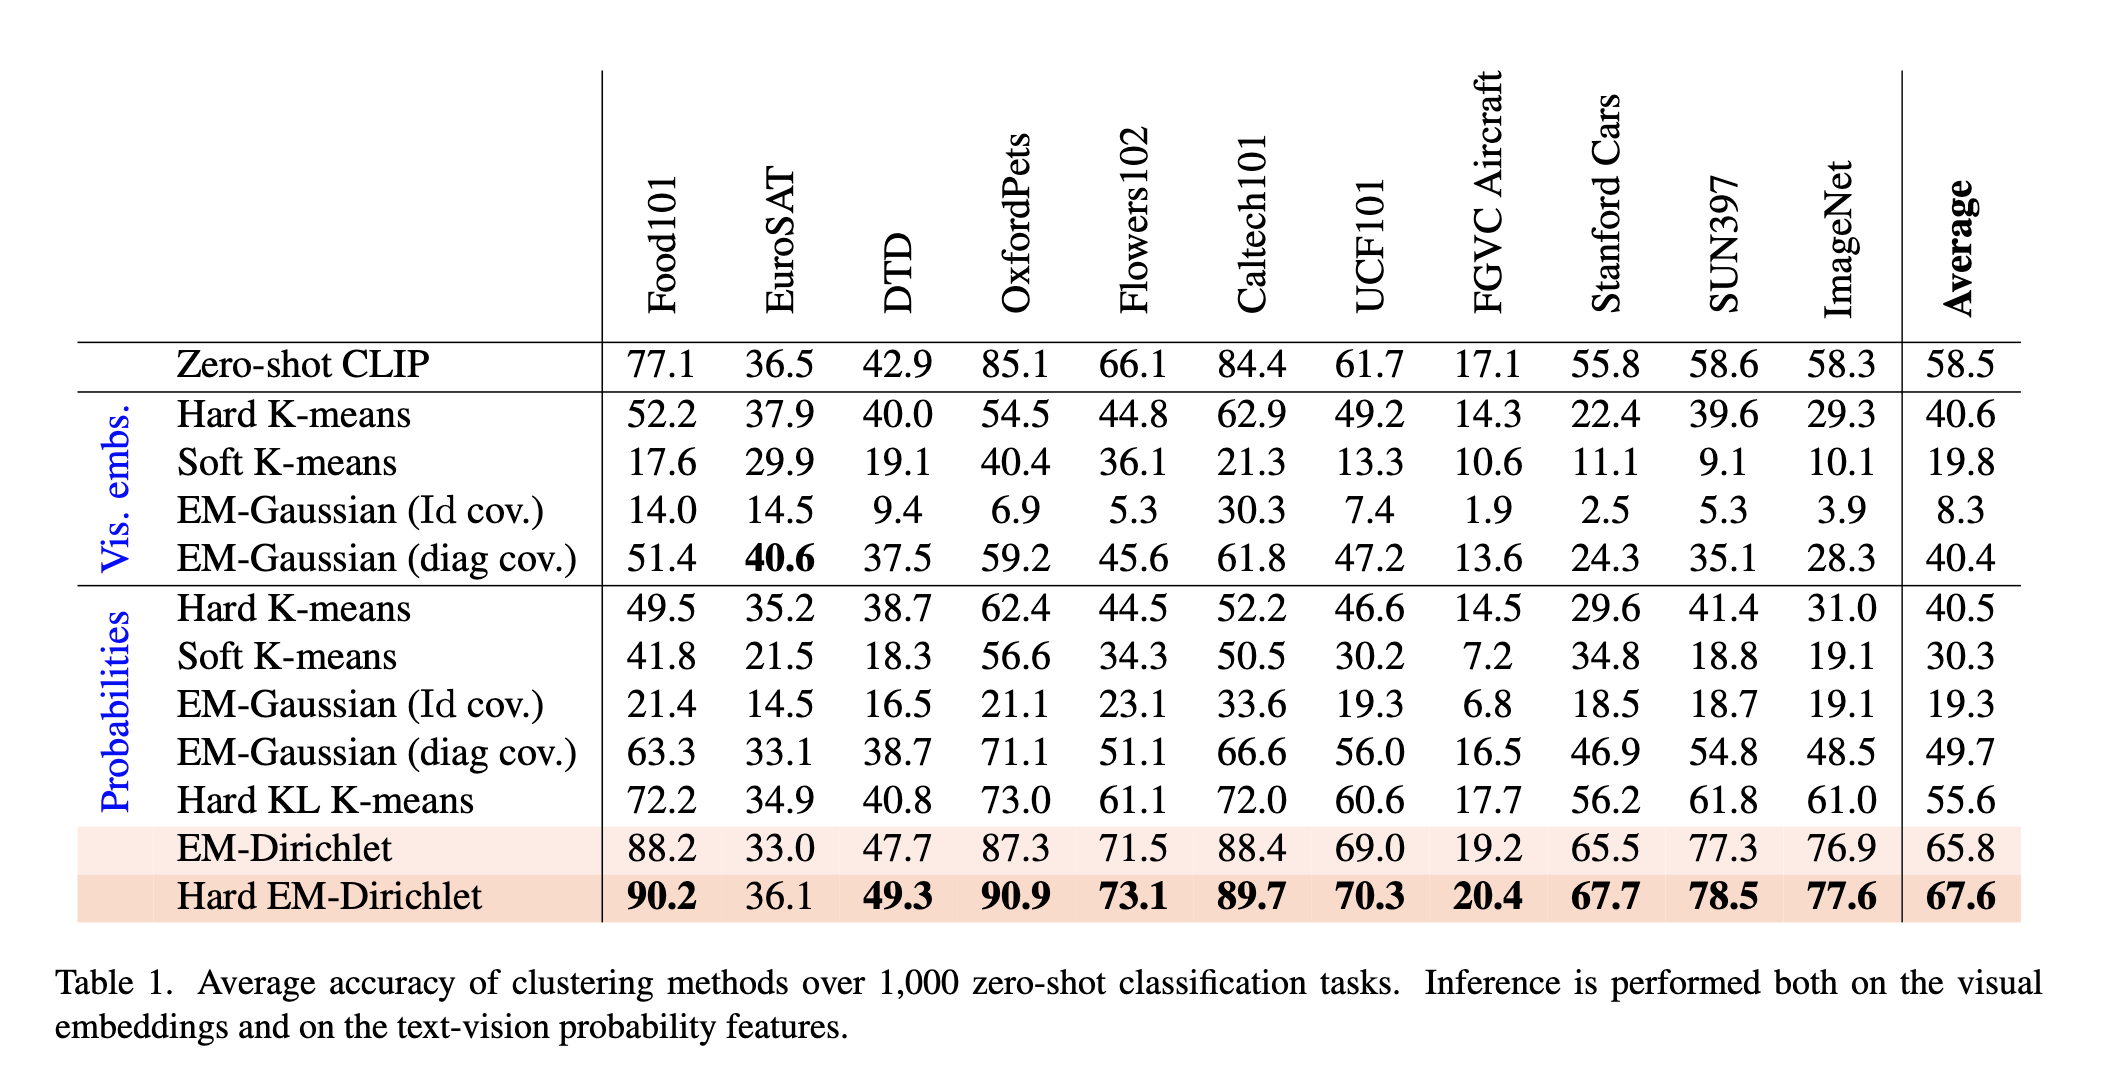 Food101 EuroSAT DTD OxfordPets Flowers102 Caltech101 UCF101 FGVC Aircraft Stanford Cars SUN397 ImageNet Average
Zero-shot CLIP 77.1 36.5 42.9 85.1 66.1 84.4 61.7 17.1 55.8 58.6 58.3 58.5
Vis. embs.
Hard K-means 52.2 37.9 40.0 54.5 44.8 62.9 49.2 14.3 22.4 39.6 29.3 40.6
Soft K-means 17.6 29.9 19.1 40.4 36.1 21.3 13.3 10.6 11.1 9.1 10.1 19.8
EM-Gaussian (Id cov.) 14.0 14.5 9.4 6.9 5.3 30.3 7.4 1.9 2.5 5.3 3.9 8.3
EM-Gaussian (diag cov.) 51.4 40.6 37.5 59.2 45.6 61.8 47.2 13.6 24.3 35.1 28.3 40.4
Probabilities
Hard K-means 49.5 35.2 38.7 62.4 44.5 52.2 46.6 14.5 29.6 41.4 31.0 40.5
Soft K-means 41.8 21.5 18.3 56.6 34.3 50.5 30.2 7.2 34.8 18.8 19.1 30.3
EM-Gaussian (Id cov.) 21.4 14.5 16.5 21.1 23.1 33.6 19.3 6.8 18.5 18.7 19.1 19.3
EM-Gaussian (diag cov.) 63.3 33.1 38.7 71.1 51.1 66.6 56.0 16.5 46.9 54.8 48.5 49.7
Hard KL K-means 72.2 34.9 40.8 73.0 61.1 72.0 60.6 17.7 56.2 61.8 61.0 55.6
EM-Dirichlet 88.2 33.0 47.7 87.3 71.5 88.4 69.0 19.2 65.5 77.3 76.9 65.8
Hard EM-Dirichlet 90.2 36.1 49.3 90.9 73.1 89.7 70.3 20.4 67.7 78.5 77.6 67.6
Table 1. Average accuracy of clustering methods over 1,000 zero-shot classification tasks. Inference is performed both on the visual
embeddings and on the text-vision probability features.